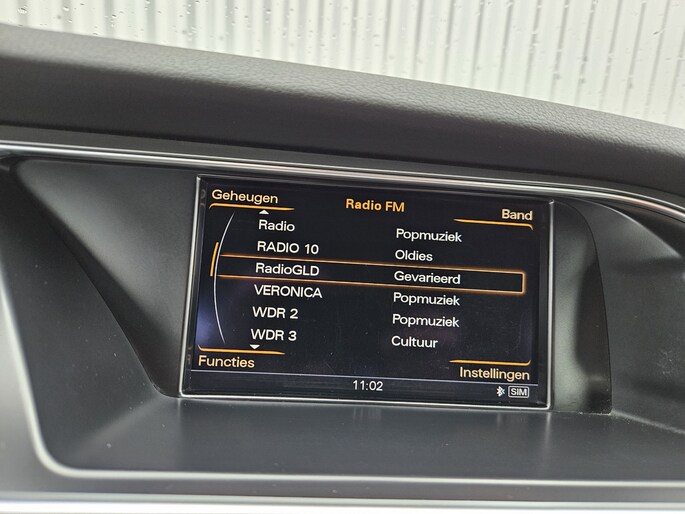 Geheugen Radio FM Band
Radio Popmuziek
RADIO 10 Oldies
RadioGLD Gevarieerd
VERONICA Popmuziek
WDR 2 Popmuziek
WDR 3 Cultuur
Functies Instellingen
11:02 SIM